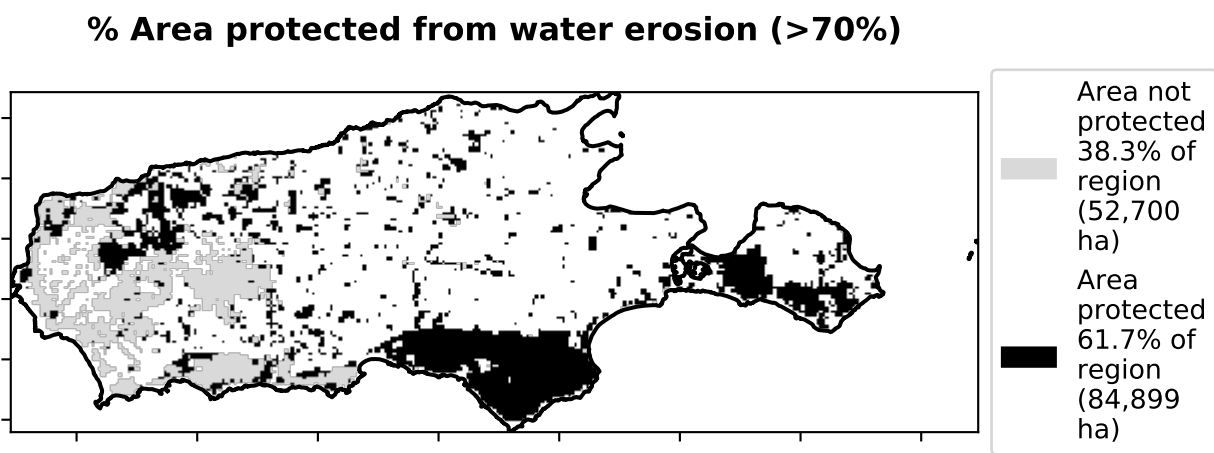 % Area protected from water erosion (>70%)
Area not
protected
38.3% of
region
(52,700
ha)
Area
protected
61.7% of
region
(84,899
ha)